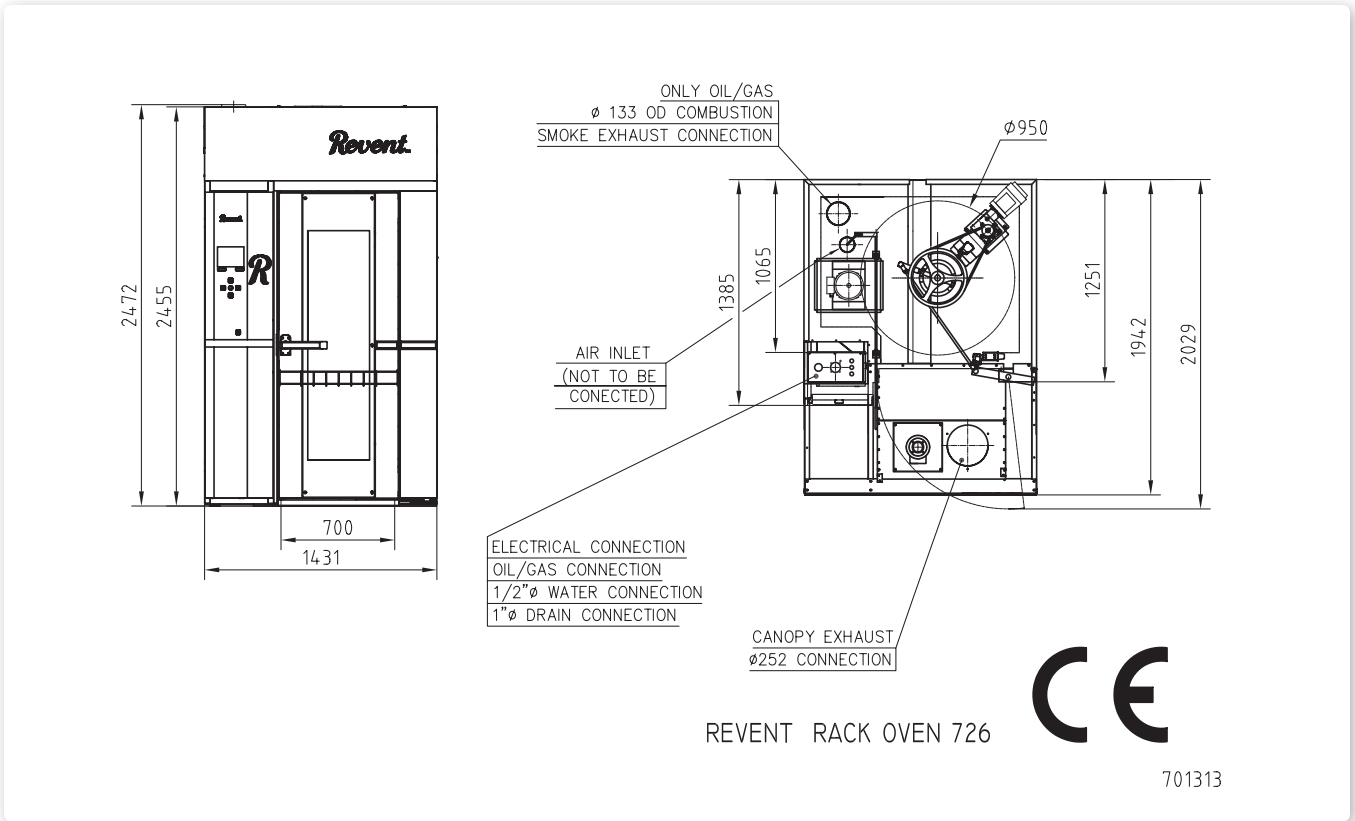 Revent
Revent
R
2472
2455
700
1431
ONLY OIL/GAS
ø 133 OD COMBUSTION
SMOKE EXHAUST CONNECTION
ø950
1385
1065
1251
1942
2029
AIR INLET
(NOT TO BE
CONECTED)
ELECTRICAL CONNECTION
OIL/GAS CONNECTION
1/2”ø WATER CONNECTION
1”ø DRAIN CONNECTION
CANOPY EXHAUST
ø252 CONNECTION
REVENT RACK OVEN 726
CE
701313